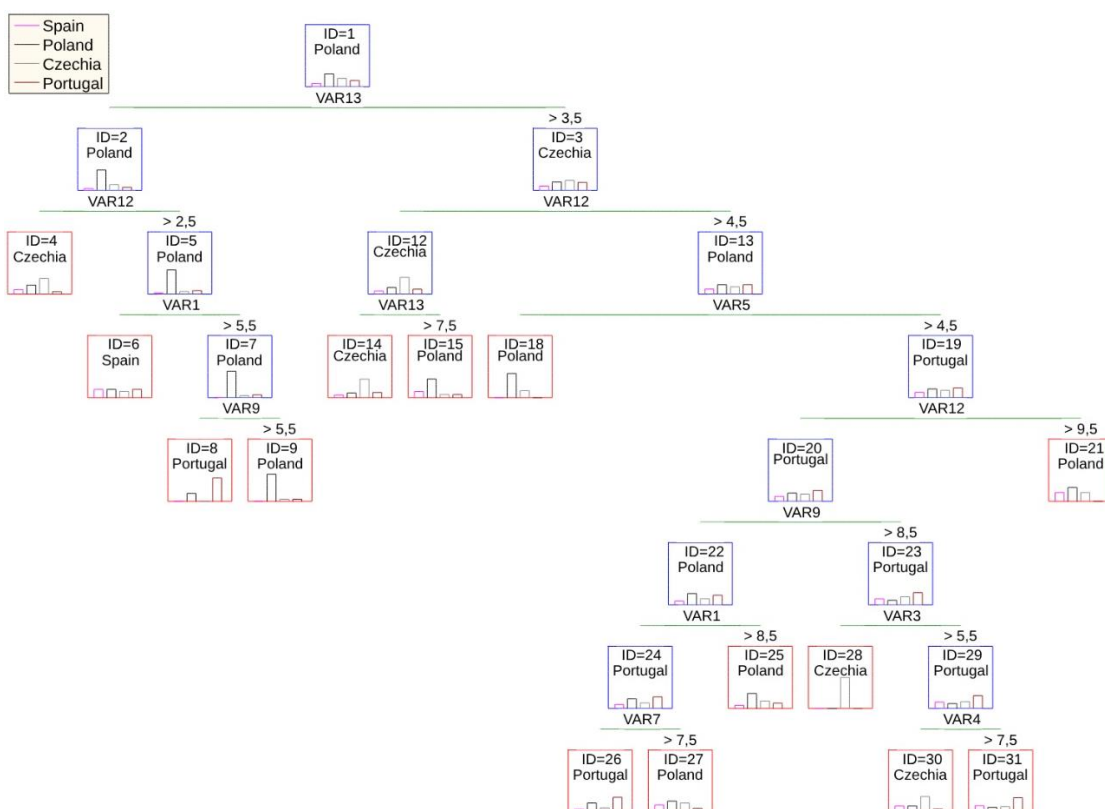 Spain
Poland
Czechia
Portugal
ID=1
Poland
VAR13
> 3,5
ID=2
Poland
VAR12
ID=3
Czechia
VAR12
> 2,5
> 4,5
ID=4
Czechia
ID=5
Poland
VAR1
ID=12
Czechia
VAR13
ID=13
Poland
VAR5
> 5,5
> 7,5
> 4,5
ID=6
Spain
ID=7
Poland
VAR9
ID=14
Czechia
ID=15
Poland
ID=18
Poland
ID=19
Portugal
VAR12
> 5,5
> 9,5
ID=8
Portugal
ID=9
Poland
ID=20
Portugal
VAR9
ID=21
Poland
> 8,5
ID=22
Poland
VAR1
ID=23
Portugal
VAR3
> 8,5
> 5,5
ID=24
Portugal
VAR7
ID=25
Poland
ID=28
Czechia
ID=29
Portugal
VAR4
> 7,5
> 7,5
ID=26
Portugal
ID=27
Poland
ID=30
Czechia
ID=31
Portugal